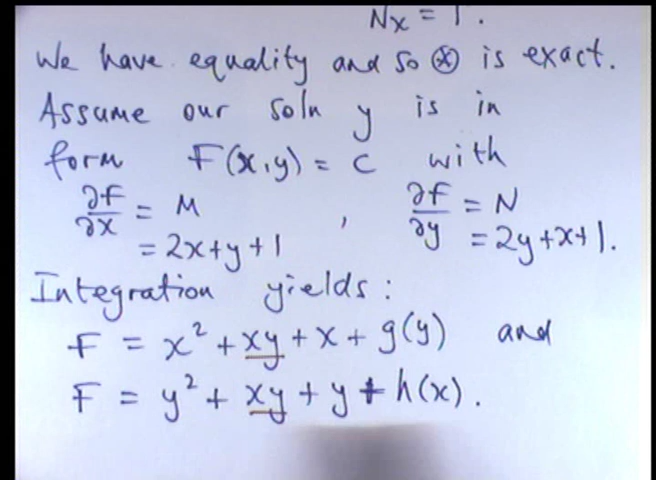 Nx = 1.
We have equality and so ⊛ is exact.
Assume our soln y is in
form F(x,y) = C with
∂f/∂x = M , ∂f/∂y = N
= 2x+y+1 = 2y+x+1.
Integration yields:
F = x² + xy + x + g(y) and
F = y² + xy + y + h(x).